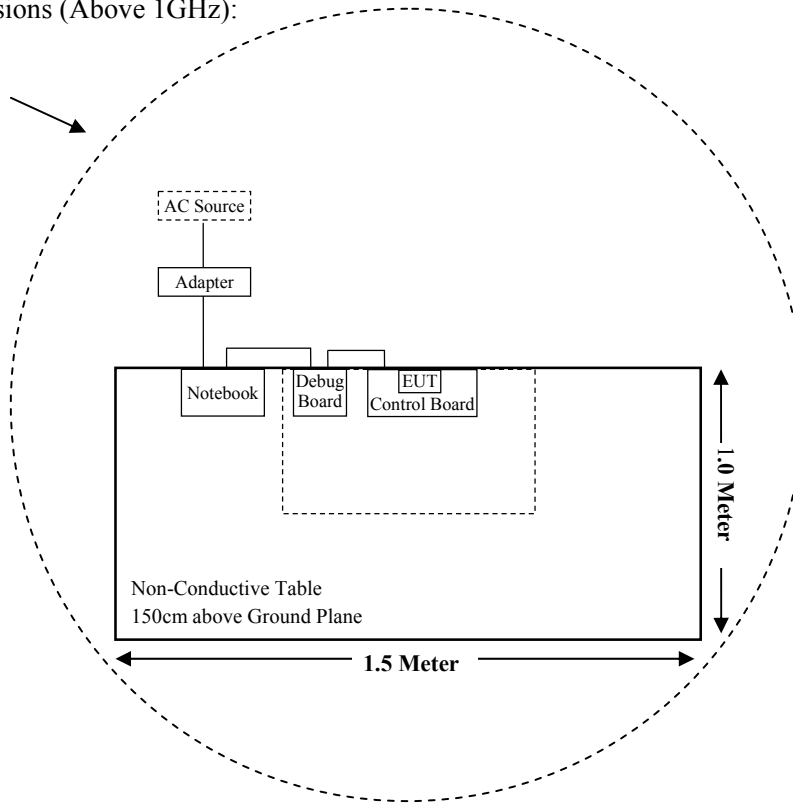 (Above 1GHz):
AC Source
Adapter
Notebook
Debug
Board
EUT
Control Board
1.0 Meter
Non-Conductive Table
150cm above Ground Plane
1.5 Meter